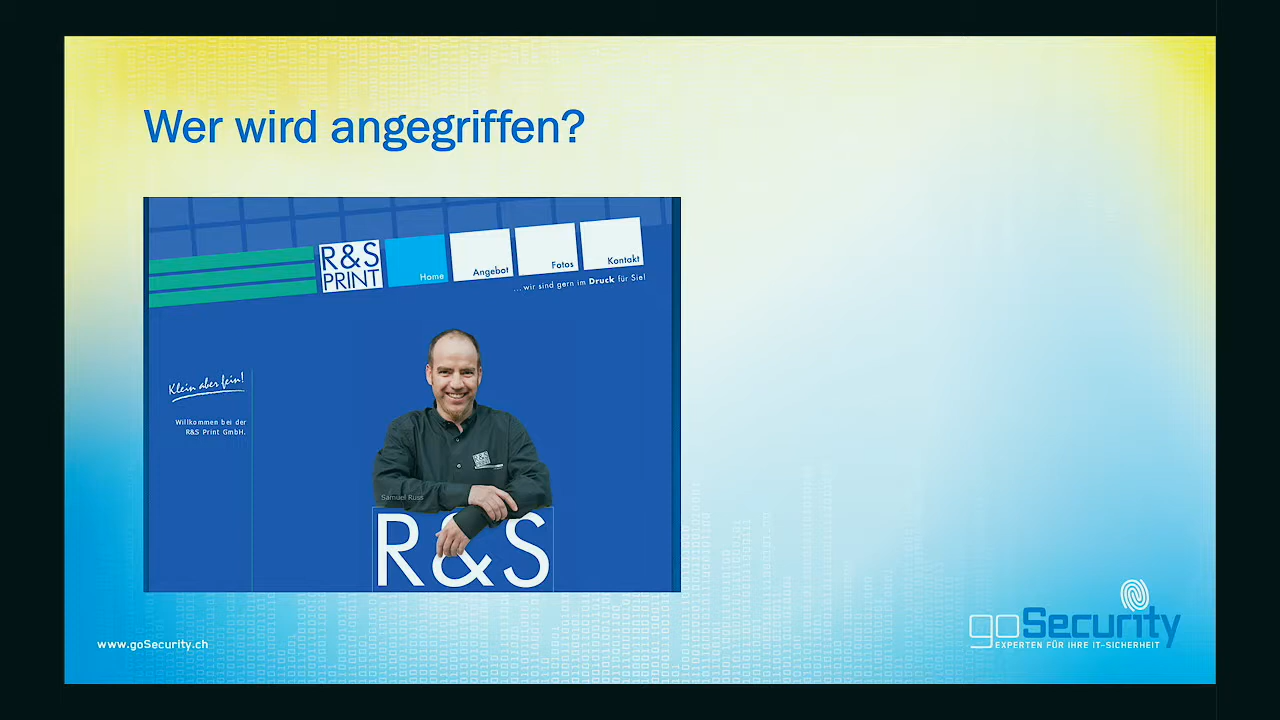 Wer wird angegriffen?
R&S
PRINT
Home
Angebot
Fotos
Kontakt
...wir sind gern im Druck für Sie!
Klein aber fein!
Willkommen bei der
R&S Print GmbH.
Samuel Russ
R&S
www.goSecurity.ch
goSecurity
EXPERTEN FÜR IHRE IT-SICHERHEIT